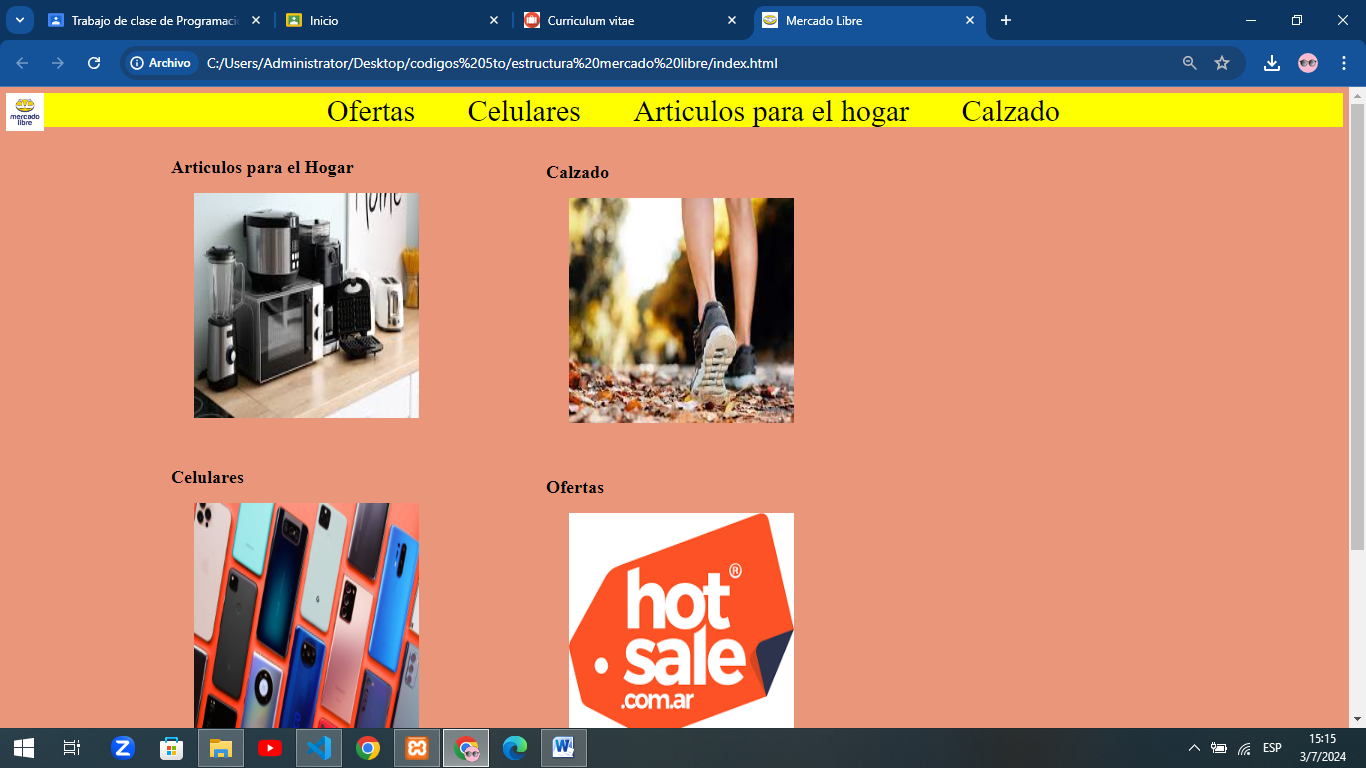 Trabajo de clase de Programaci
Inicio
Curriculum vitae
Mercado Libre
Archivo
C:/Users/Administrator/Desktop/codigos%205to/estructura%20mercado%20libre/index.html
mercado
libre
Ofertas Celulares Articulos para el hogar Calzado
Articulos para el Hogar
Calzado
Celulares
Ofertas
hot®
sale
.com.ar
ESP
15:15
3/7/2024